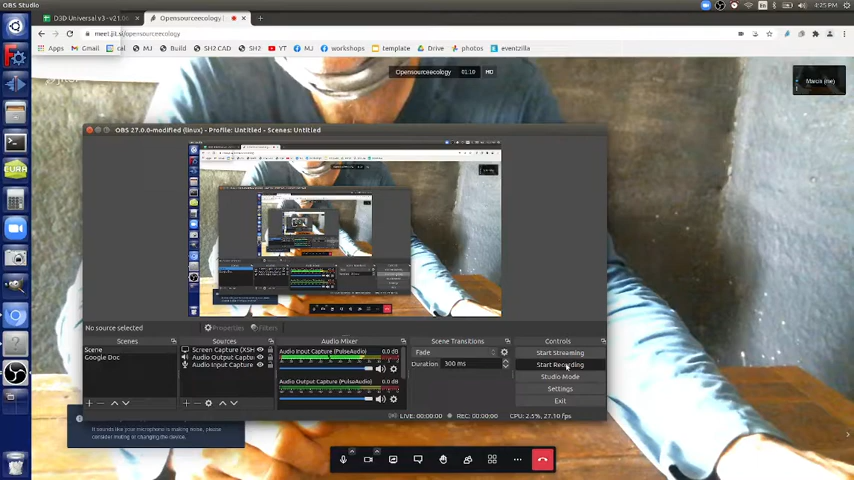 OBS Studio
En
4:25 PM
D3D Universal v3 - v21.06
Opensourceecology
meet.jit.si/opensourceecology
Apps
Gmail
cal
MJ
Build
SH2 CAD
SH2
YT
MJ
workshops
template
Drive
photos
eventzilla
Opensourceecology
01:10
HD
Marcin (me)
OBS 27.0.0-modified (linux) - Profile: Untitled - Scenes: Untitled
CURA
No source selected
Properties
Filters
Scenes
Sources
Audio Mixer
Scene Transitions
Controls
Scene
Google Doc
Screen Capture (XSH
Audio Output Captu
Audio Input Capture
Audio Input Capture (PulseAudio)
0.0 dB
Audio Output Capture (PulseAudio)
0.0 dB
Fade
Duration
300 ms
Start Streaming
Start Recording
Studio Mode
Settings
Exit
LIVE: 00:00:00
REC: 00:00:00
CPU: 2.5%, 27.10 fps
It sounds like your microphone is making noise, please
consider muting or changing the device.